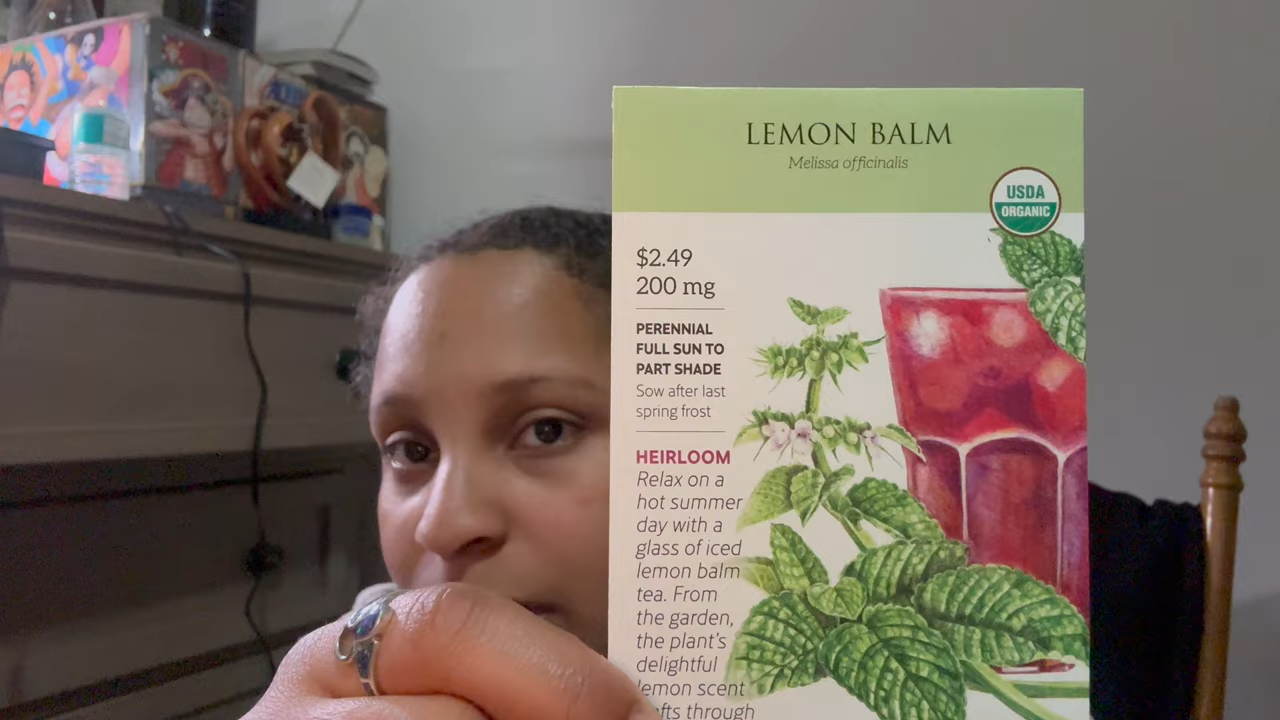 LEMON BALM
Melissa officinalis
USDA
ORGANIC
$2.49
200 mg
PERENNIAL
FULL SUN TO
PART SHADE
Sow after last
spring frost
HEIRLOOM
Relax on a
hot summer
day with a
glass of iced
lemon balm
tea. From
the garden,
the plant's
delightful
lemon scent
through